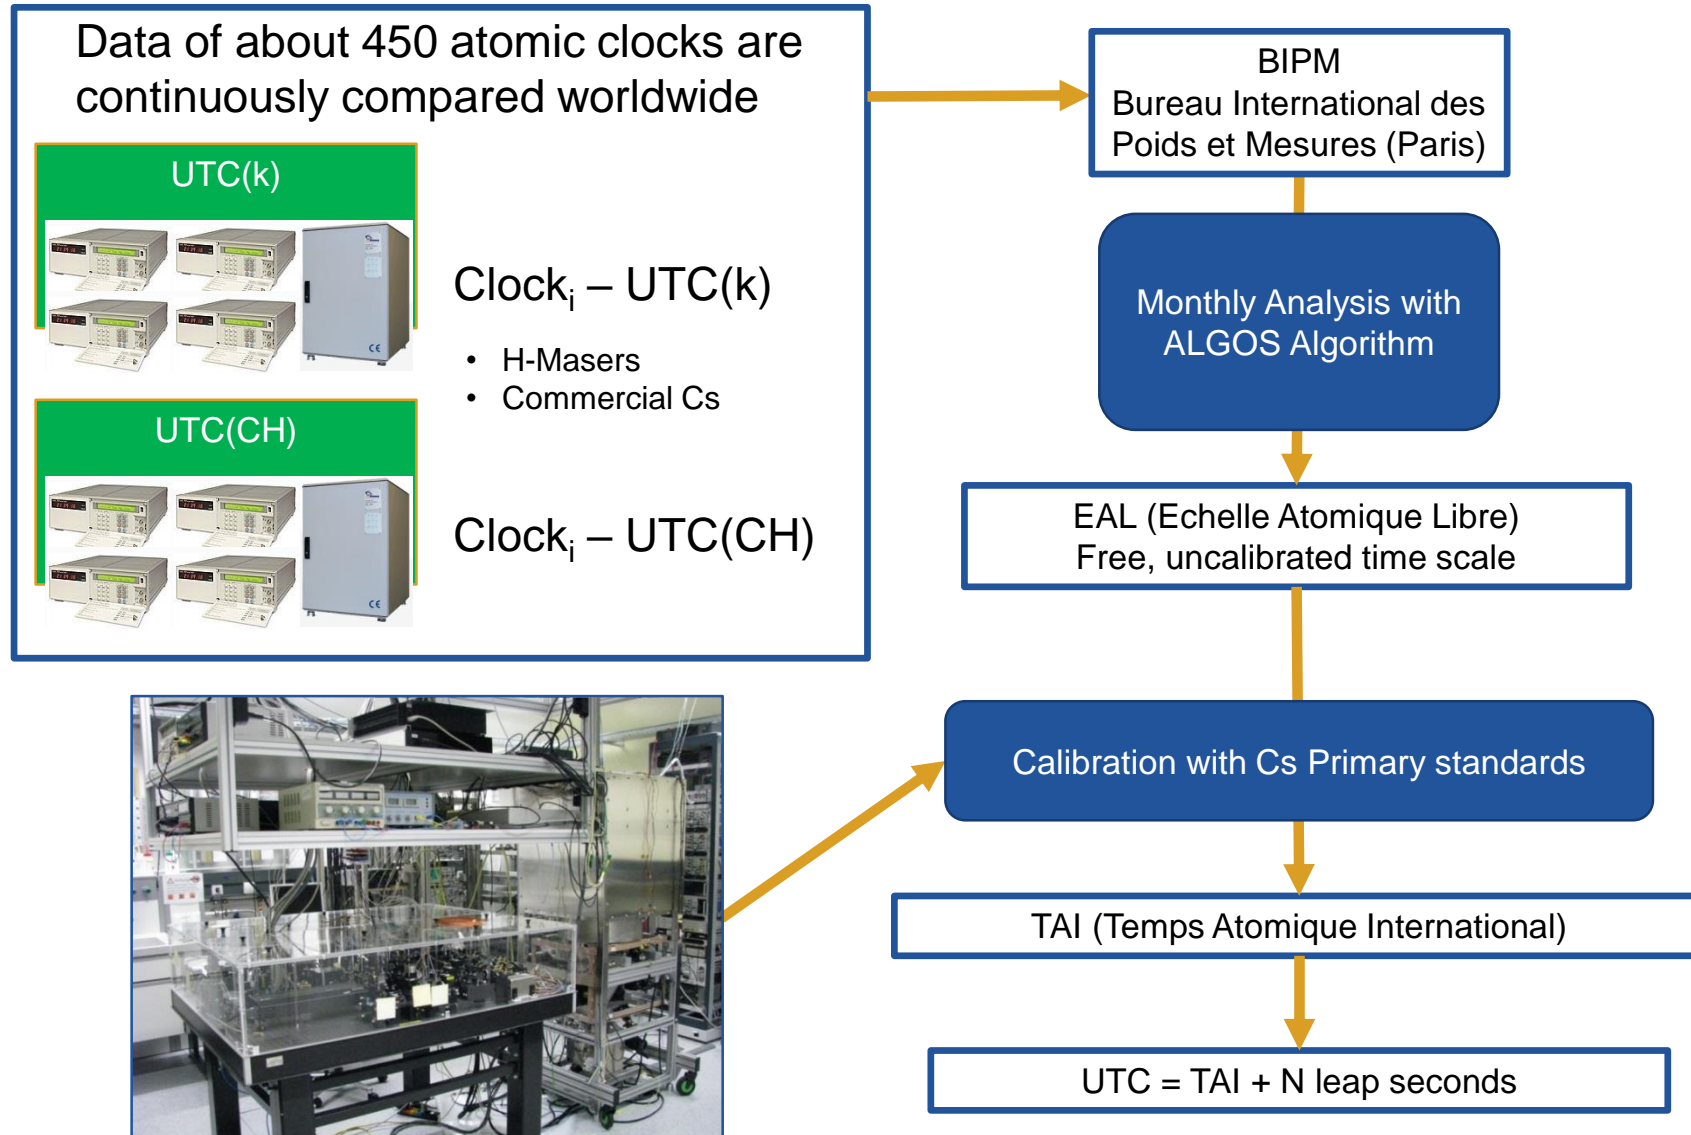 Data of about 450 atomic clocks are
continuously compared worldwide
UTC(k)
Clocki – UTC(k)
• H-Masers
• Commercial Cs
UTC(CH)
Clocki – UTC(CH)
BIPM
Bureau International des
Poids et Mesures (Paris)
Monthly Analysis with
ALGOS Algorithm
EAL (Echelle Atomique Libre)
Free, uncalibrated time scale
Calibration with Cs Primary standards
TAI (Temps Atomique International)
UTC = TAI + N leap seconds